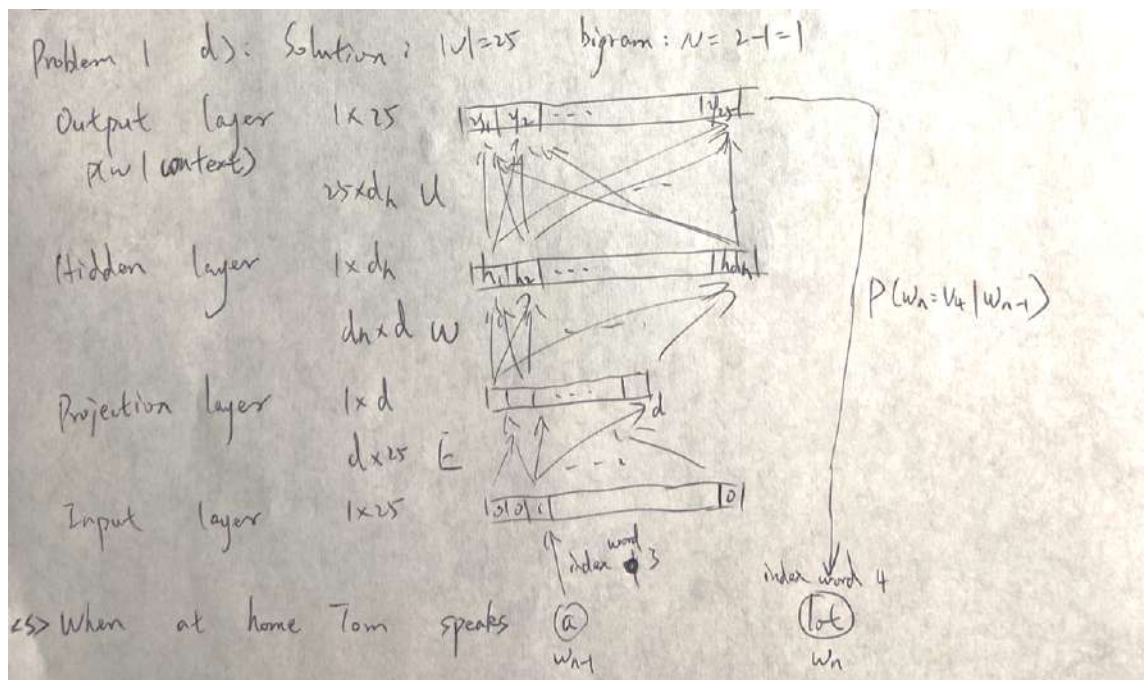 Problem 1 d): Solution: |V|=25 bigram: N=2-1=1
Output layer 1×25 |y1|y2| ... |y25|
p(w|context)
25×dh U
Hidden layer 1×dh |h1|h2| ... |hdh|
P(wn=V4|wn-1)
dh×d W
Projection layer 1×d ... d
d×25 E ...
Input layer 1×25 |0|0|1| |0|
index word 3
index word 4
<s> When at home Tom speaks a lot
wn-1 wn